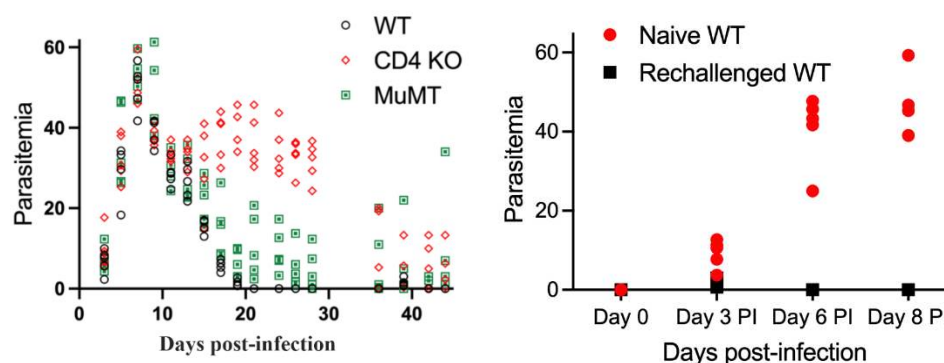 WT
CD4 KO
MuMT
60
40
20
0
Parasitemia
0 10 20 30 40
Days post-infection
Naive WT
Rechallenged WT
60
40
20
0
Parasitemia
Day 0 Day 3 PI Day 6 PI Day 8 P
Days post-infection